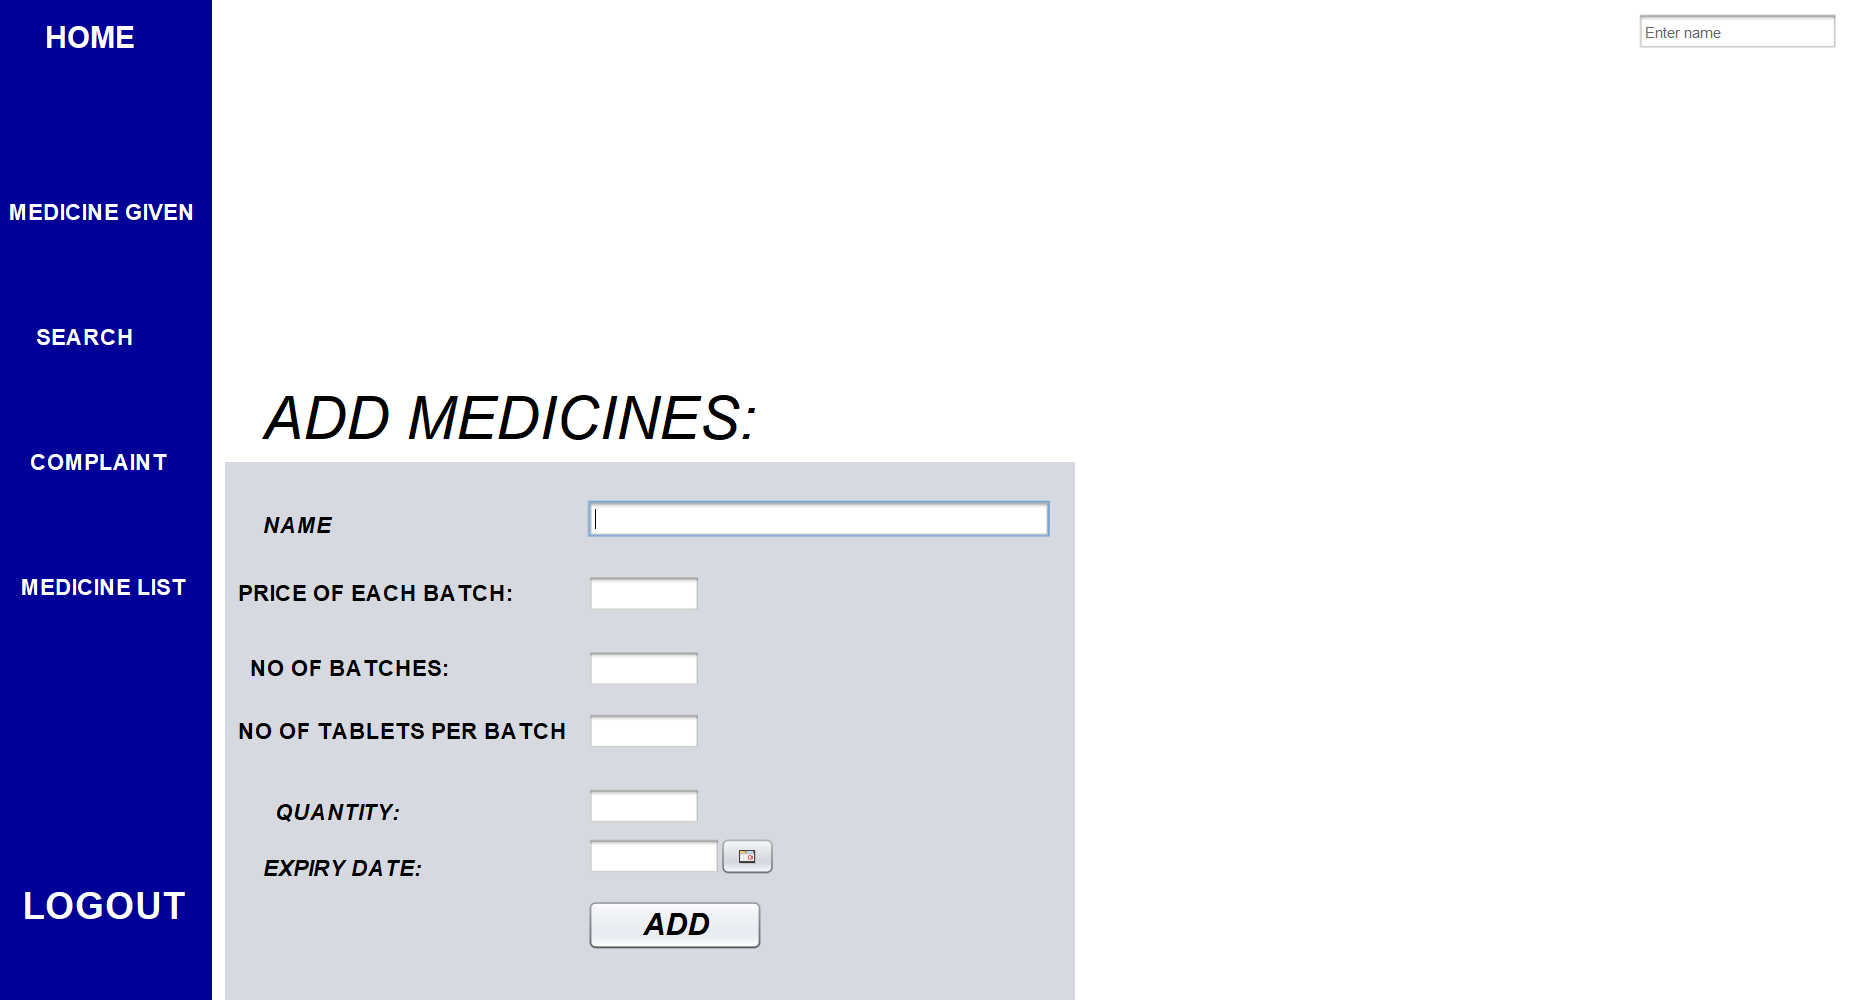 HOME
Enter name
MEDICINE GIVEN
SEARCH
COMPLAINT
MEDICINE LIST
LOGOUT
ADD MEDICINES:
NAME
PRICE OF EACH BATCH:
NO OF BATCHES:
NO OF TABLETS PER BATCH
QUANTITY:
EXPIRY DATE:
ADD